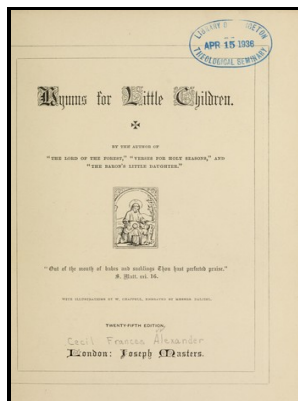 LIBRARY OF PRINCETON
APR 15 1936
THEOLOGICAL SEMINARY
Hymns for Little Children.
BY THE AUTHOR OF
"THE LORD OF THE FOREST," "VERSES FOR HOLY SEASONS," AND
"THE BARON'S LITTLE DAUGHTER."
"Out of the mouth of babes and sucklings Thou hast perfected praise."
S. Matt. xxi. 16.
TWENTY-FIFTH EDITION.
Cecil Frances Alexander
London: Joseph Masters.